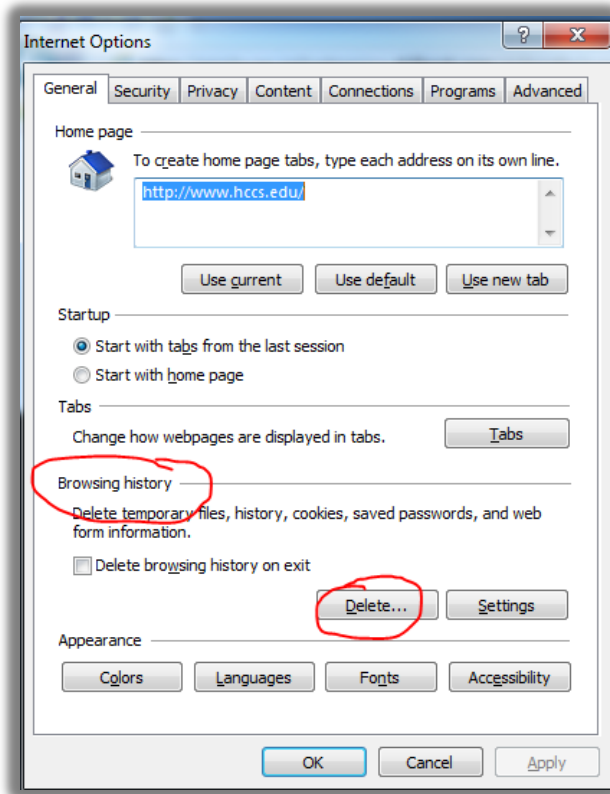 Internet Options
?
X
General Security Privacy Content Connections Programs Advanced
Home page
To create home page tabs, type each address on its own line.
http://www.hccs.edu/
Use current Use default Use new tab
Startup
Start with tabs from the last session
Start with home page
Tabs
Change how webpages are displayed in tabs. Tabs
Browsing history
Delete temporary files, history, cookies, saved passwords, and web
form information.
Delete browsing history on exit
Delete... Settings
Appearance
Colors Languages Fonts Accessibility
OK Cancel Apply